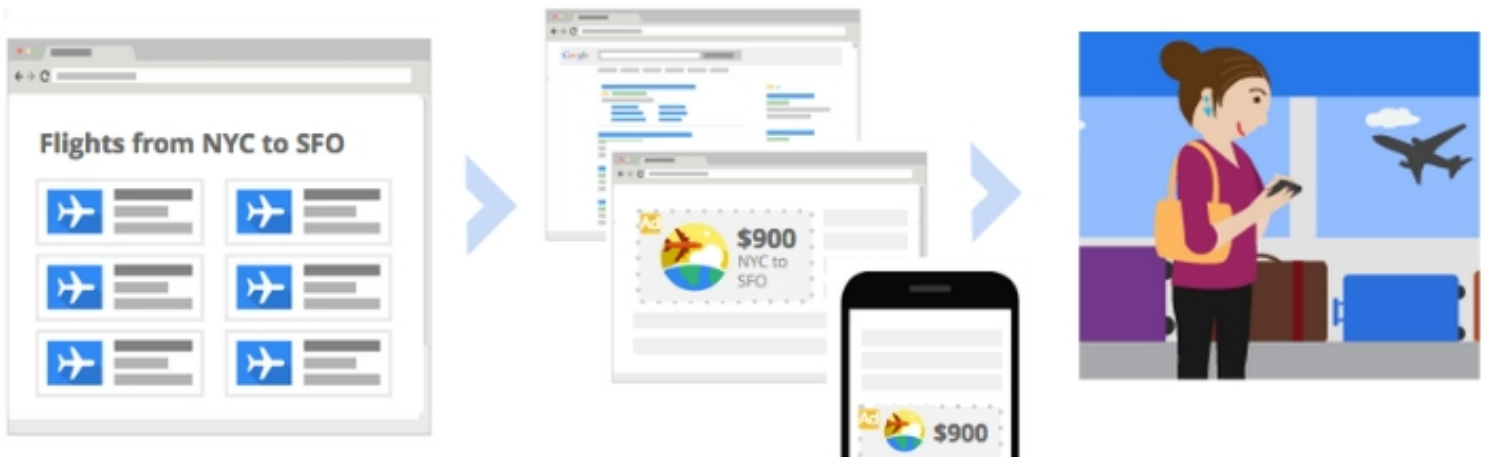 Flights from NYC to SFO
Google
Ad
$900
NYC to
SFO
Ad
$900